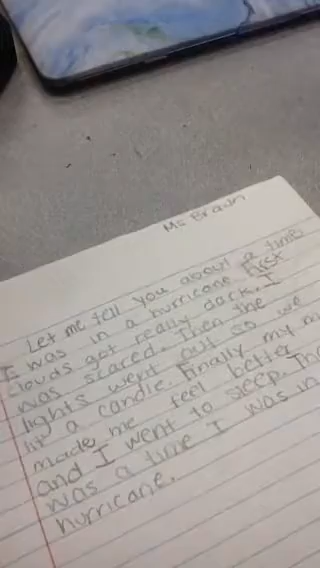 Ms Braun
Let me tell you about a time
I was in a hurricane. First
clouds got really dark. I
was scared. Then the
lights went out so we
lit a candle. Finally, my
made me feel better
and I went to sleep.
was a time I was in
hurricane.